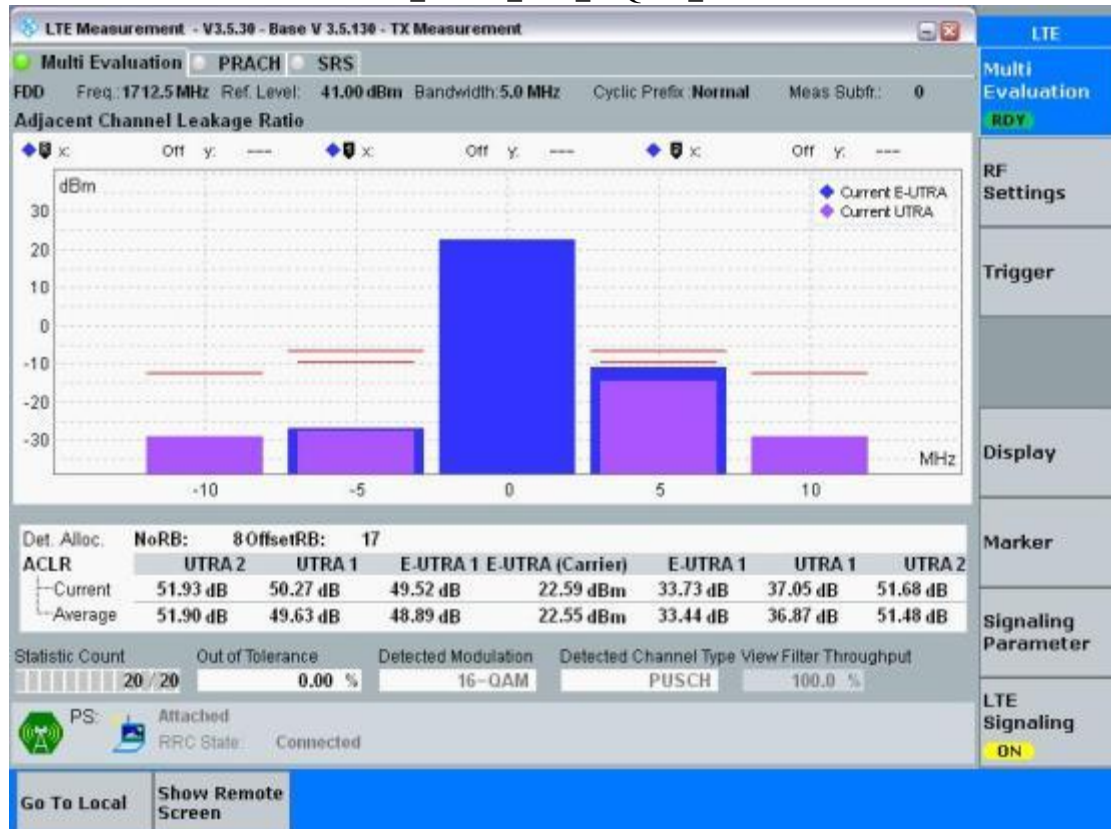 LTE Measurement - V3.5.30 - Base V 3.5.130 - TX Measurement
Multi Evaluation PRACH SRS
FDD Freq.:1712.5 MHz Ref. Level: 41.00 dBm Bandwidth:5.0 MHz Cyclic Prefix :Normal Meas Subfr.: 0
Adjacent Channel Leakage Ratio
x: Off y: --- x: Off y: --- x: Off y: ---
dBm
Current E-UTRA
Current UTRA
30
20
10
0
-10
-20
-30
MHz
-10 -5 0 5 10
Det. Alloc. NoRB: 8 OffsetRB: 17
ACLR UTRA 2 UTRA 1 E-UTRA 1 E-UTRA (Carrier) E-UTRA 1 UTRA 1 UTRA 2
Current 51.93 dB 50.27 dB 49.52 dB 22.59 dBm 33.73 dB 37.05 dB 51.68 dB
Average 51.90 dB 49.63 dB 48.89 dB 22.55 dBm 33.44 dB 36.87 dB 51.48 dB
Statistic Count Out of Tolerance Detected Modulation Detected Channel Type View Filter Throughput
20 / 20 0.00 % 16-QAM PUSCH 100.0 %
PS: Attached
RRC State: Connected
Go To Local
Show Remote
Screen
LTE
Multi
Evaluation
RDY
RF
Settings
Trigger
Display
Marker
Signaling
Parameter
LTE
Signaling
ON